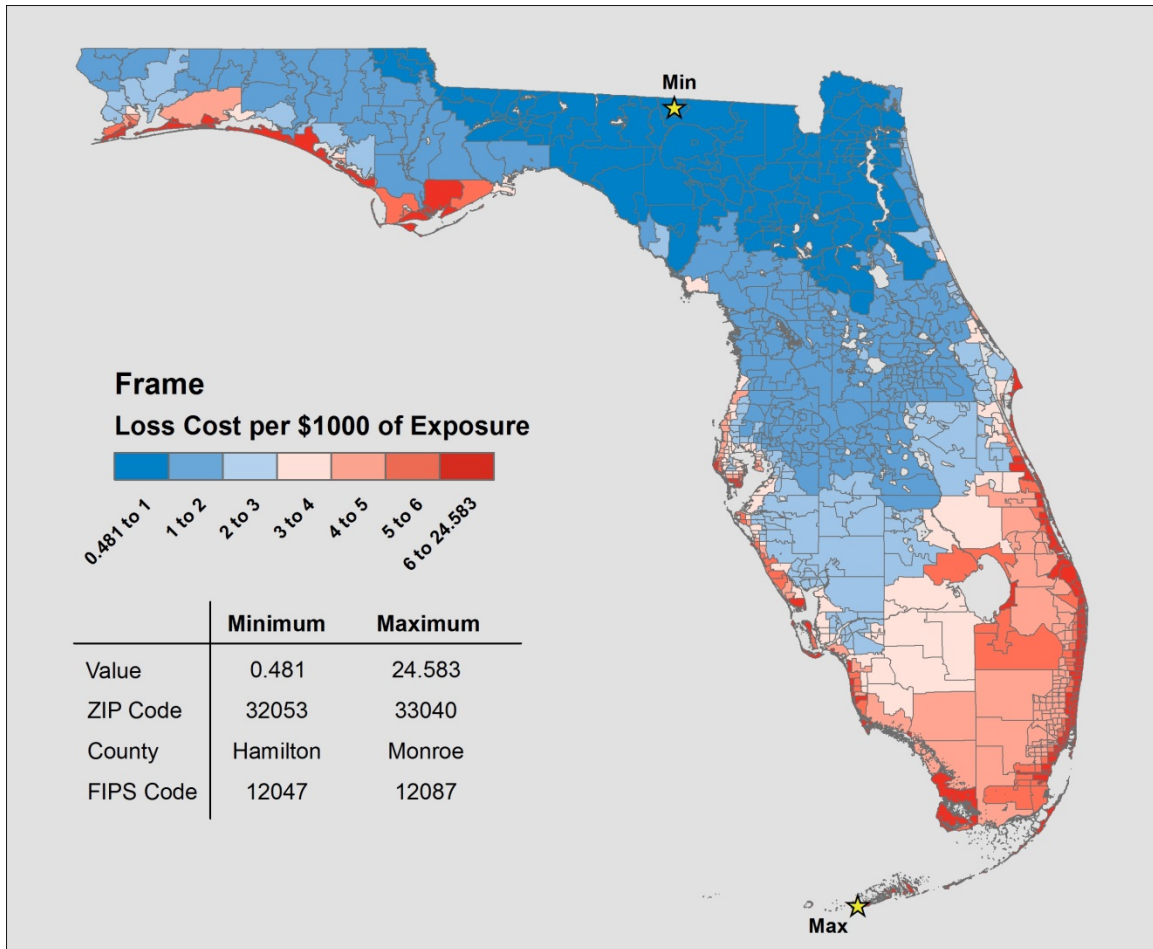 Min
Frame
Loss Cost per $1000 of Exposure
0.481 to 1
1 to 2
2 to 3
3 to 4
4 to 5
5 to 6
6 to 24.583
Minimum Maximum
Value 0.481 24.583
ZIP Code 32053 33040
County Hamilton Monroe
FIPS Code 12047 12087
Max